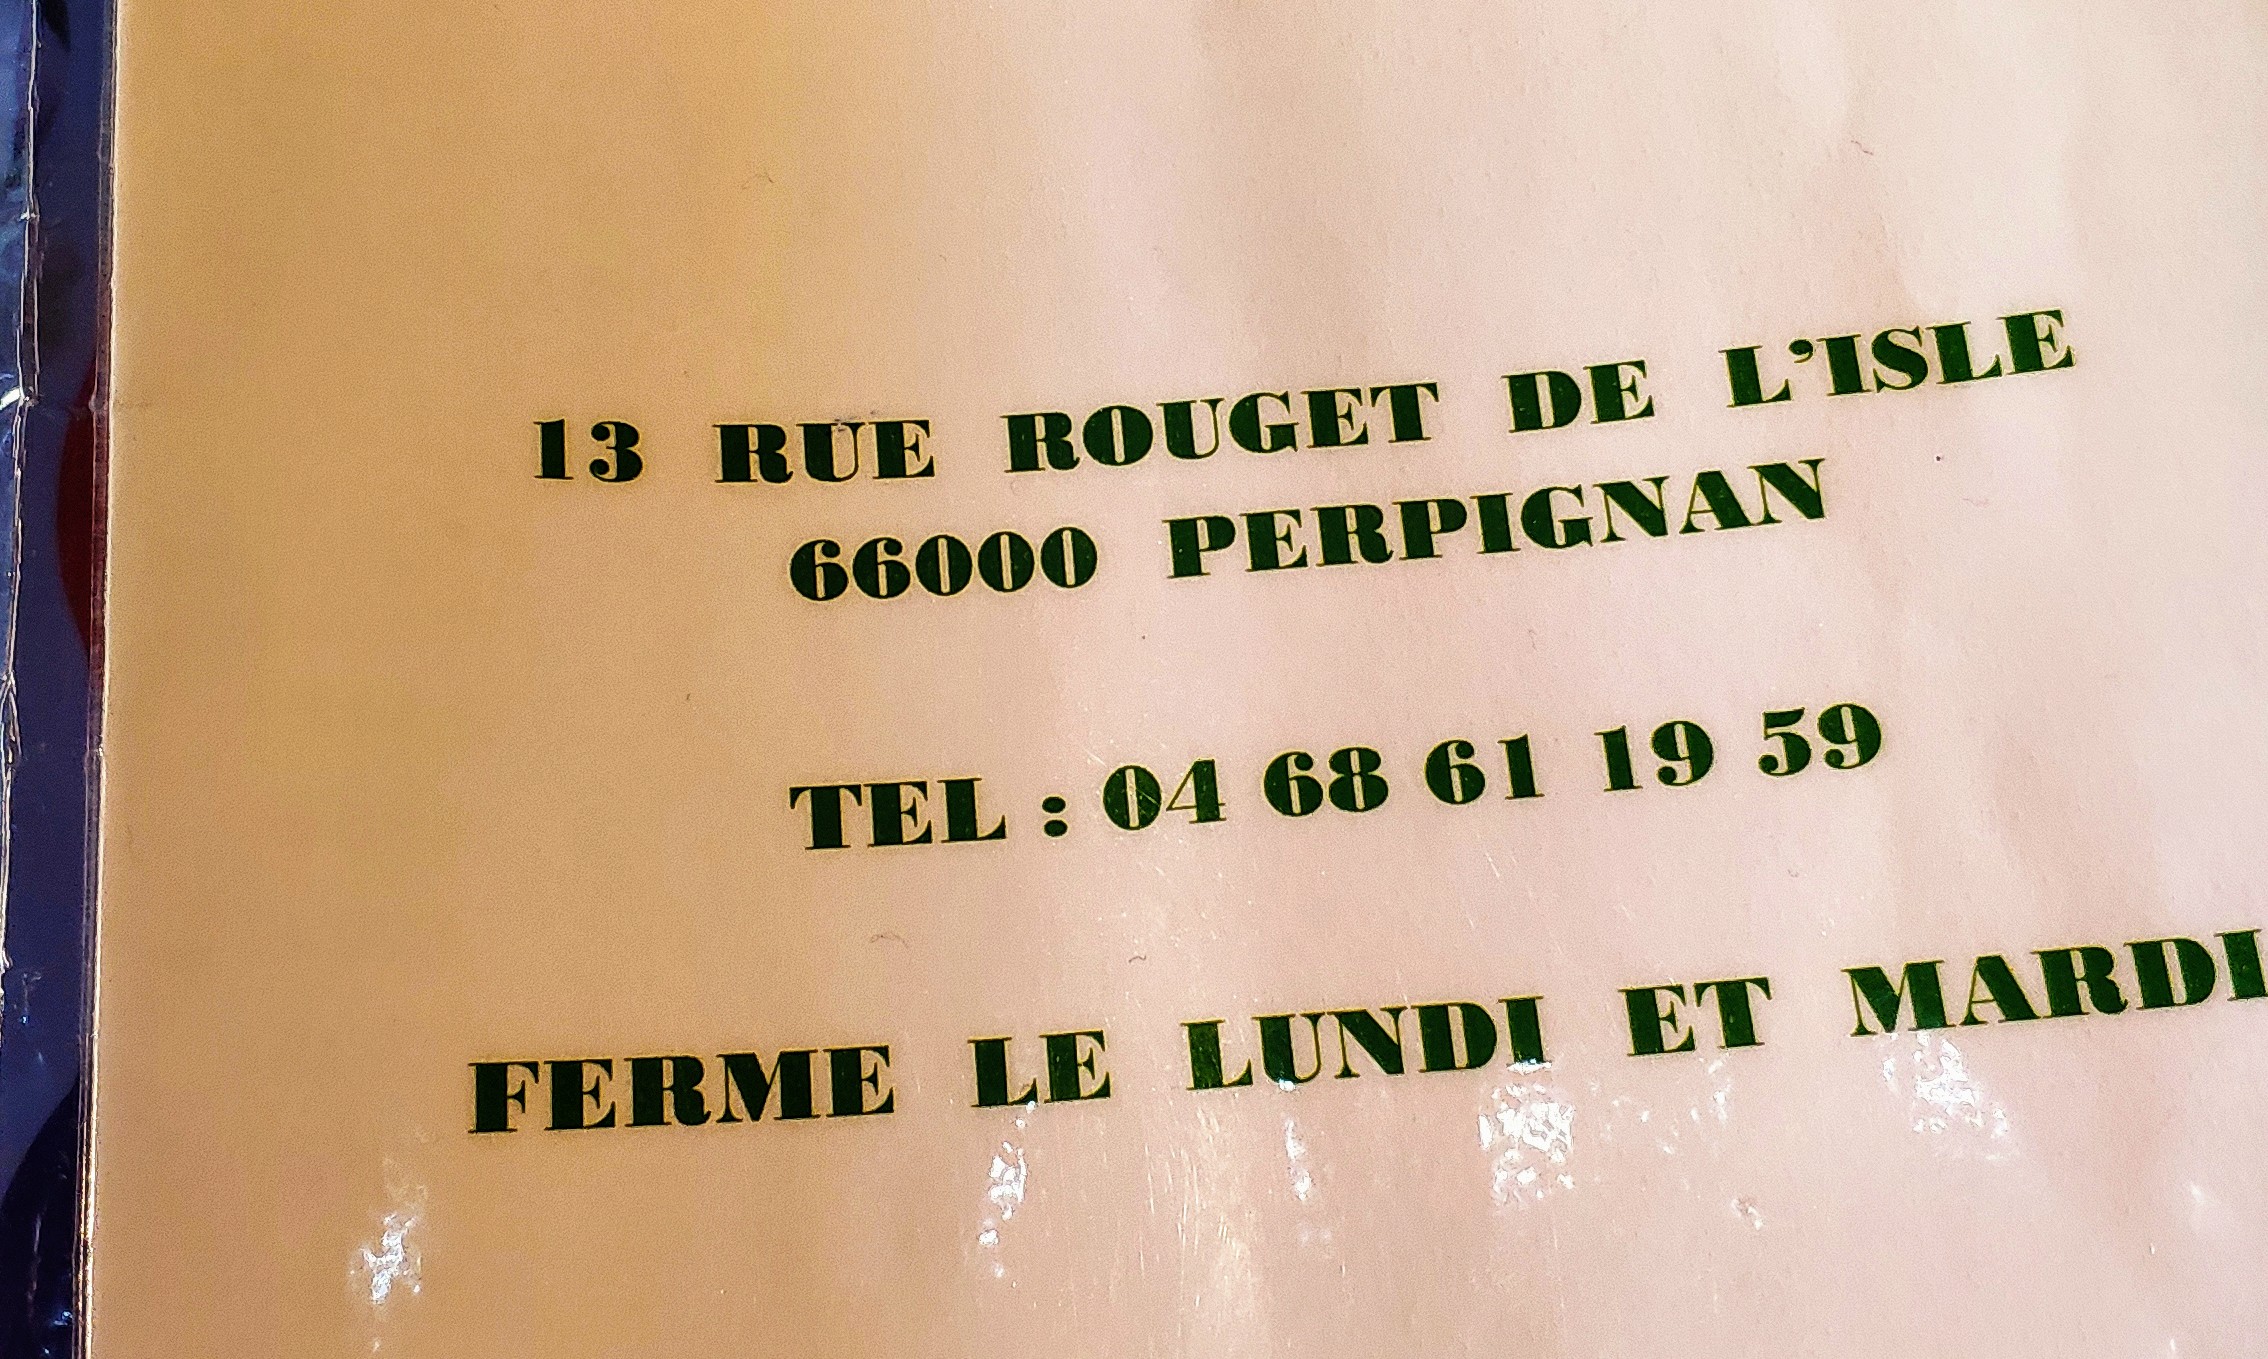 13 RUE ROUGET DE L'ISLE
66000 PERPIGNAN
TEL : 04 68 61 19 59
FERME LE LUNDI ET MARDI